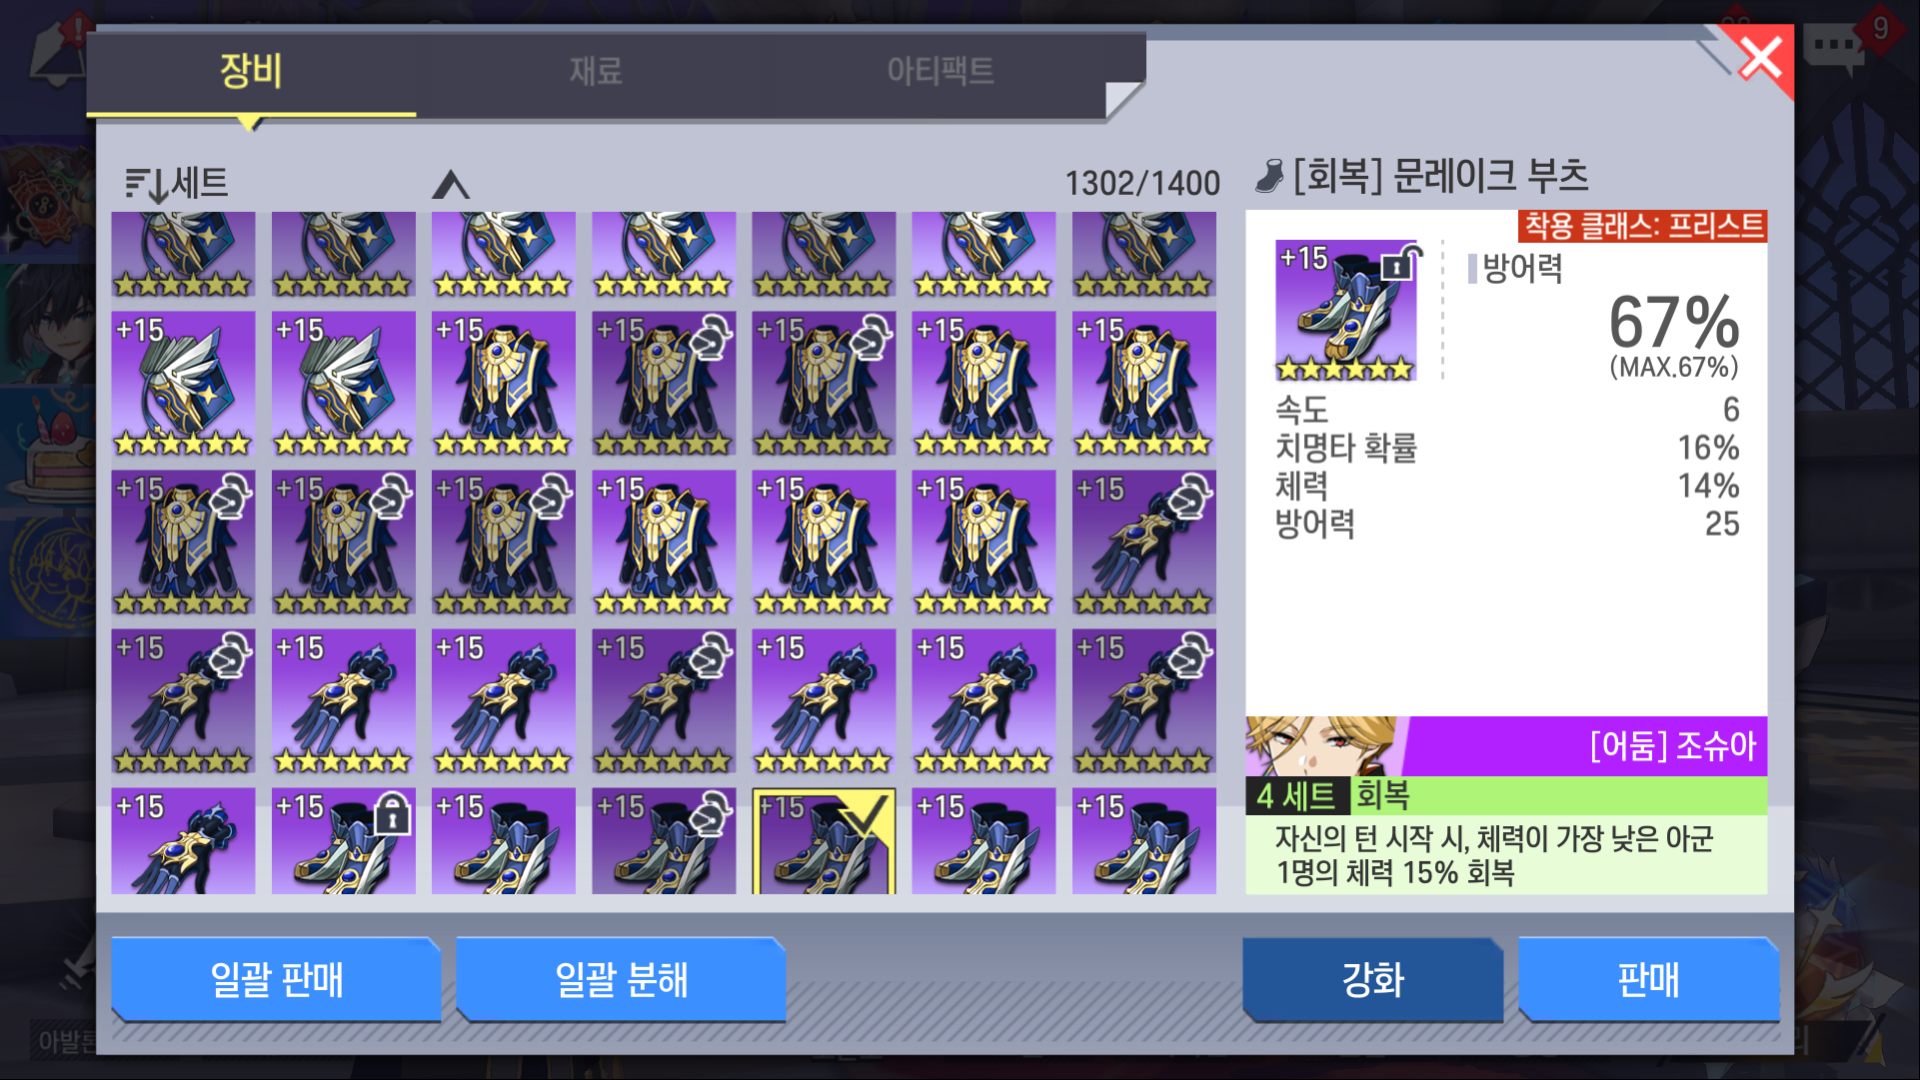 장비
재료
아티팩트
9
세트
1302/1400
[회복] 문레이크 부츠
착용 클래스: 프리스트
+15
방어력
67%
(MAX.67%)
속도 6
치명타 확률 16%
체력 14%
방어력 25
[어둠] 조슈아
4 세트 회복
자신의 턴 시작 시, 체력이 가장 낮은 아군
1명의 체력 15% 회복
+15 +15 +15 +15 +15 +15 +15
+15 +15 +15 +15 +15 +15 +15
+15 +15 +15 +15 +15 +15 +15
+15 +15 +15 +15 +15 +15 +15
일괄 판매
일괄 분해
강화
판매